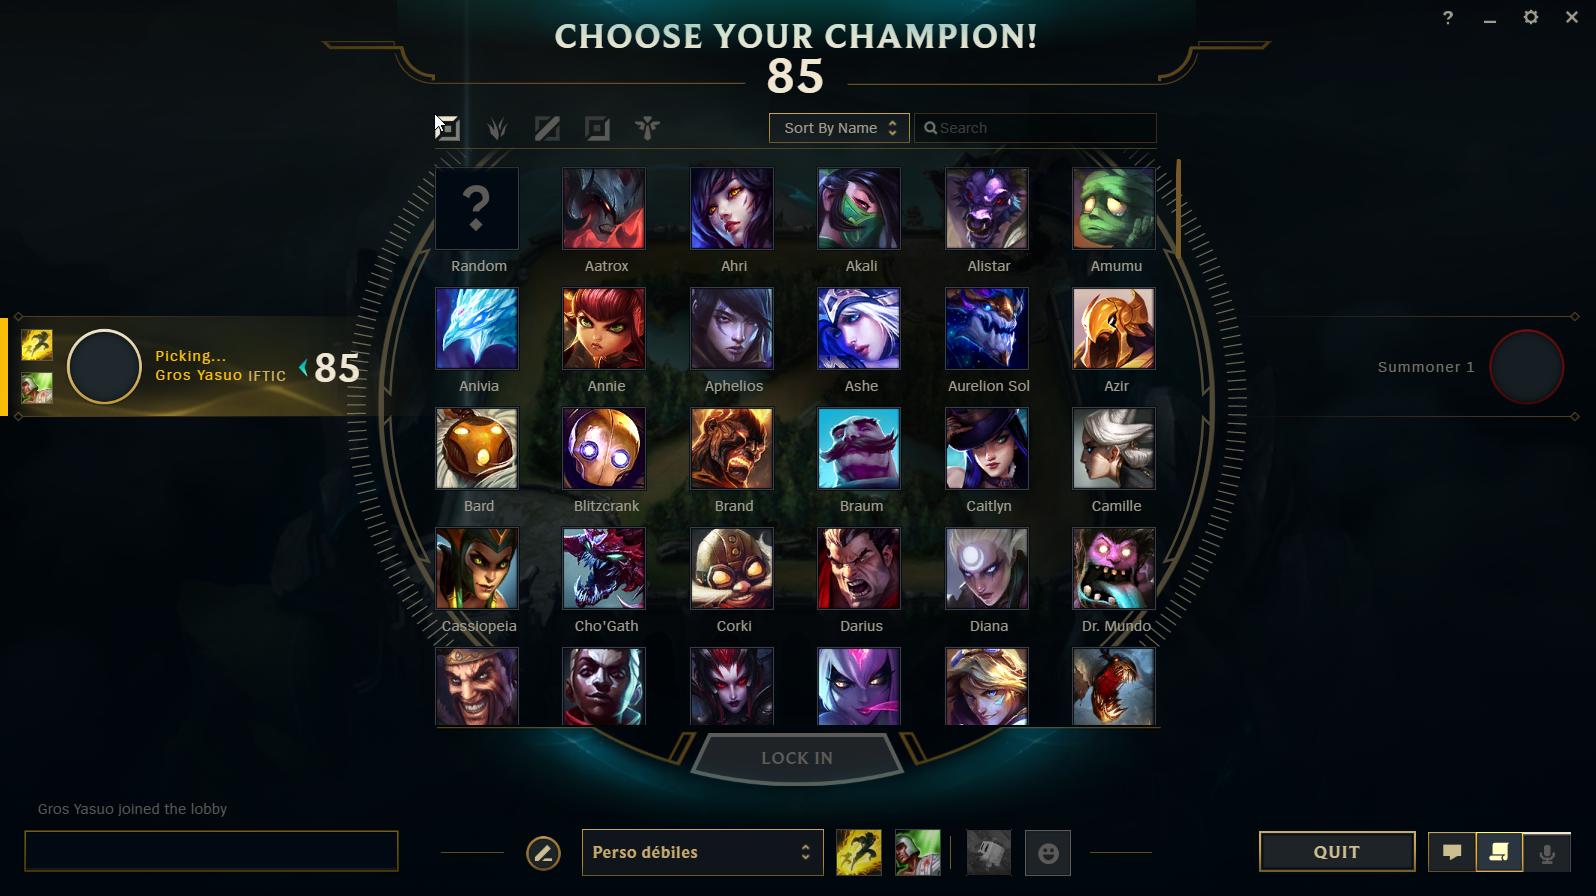 CHOOSE YOUR CHAMPION!
85
Sort By Name
Search
?
Random
Aatrox
Ahri
Akali
Alistar
Amumu
Picking...
Gros Yasuo IFTIC
85
Summoner 1
Anivia
Annie
Aphelios
Ashe
Aurelion Sol
Azir
Bard
Blitzcrank
Brand
Braum
Caitlyn
Camille
Cassiopeia
Cho'Gath
Corki
Darius
Diana
Dr. Mundo
LOCK IN
Gros Yasuo joined the lobby
Perso débiles
QUIT